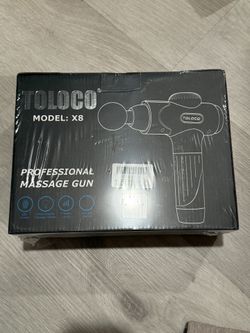 TOLOCO®
MODEL: X8
TOLOCO
PROFESSIONAL
MASSAGE GUN